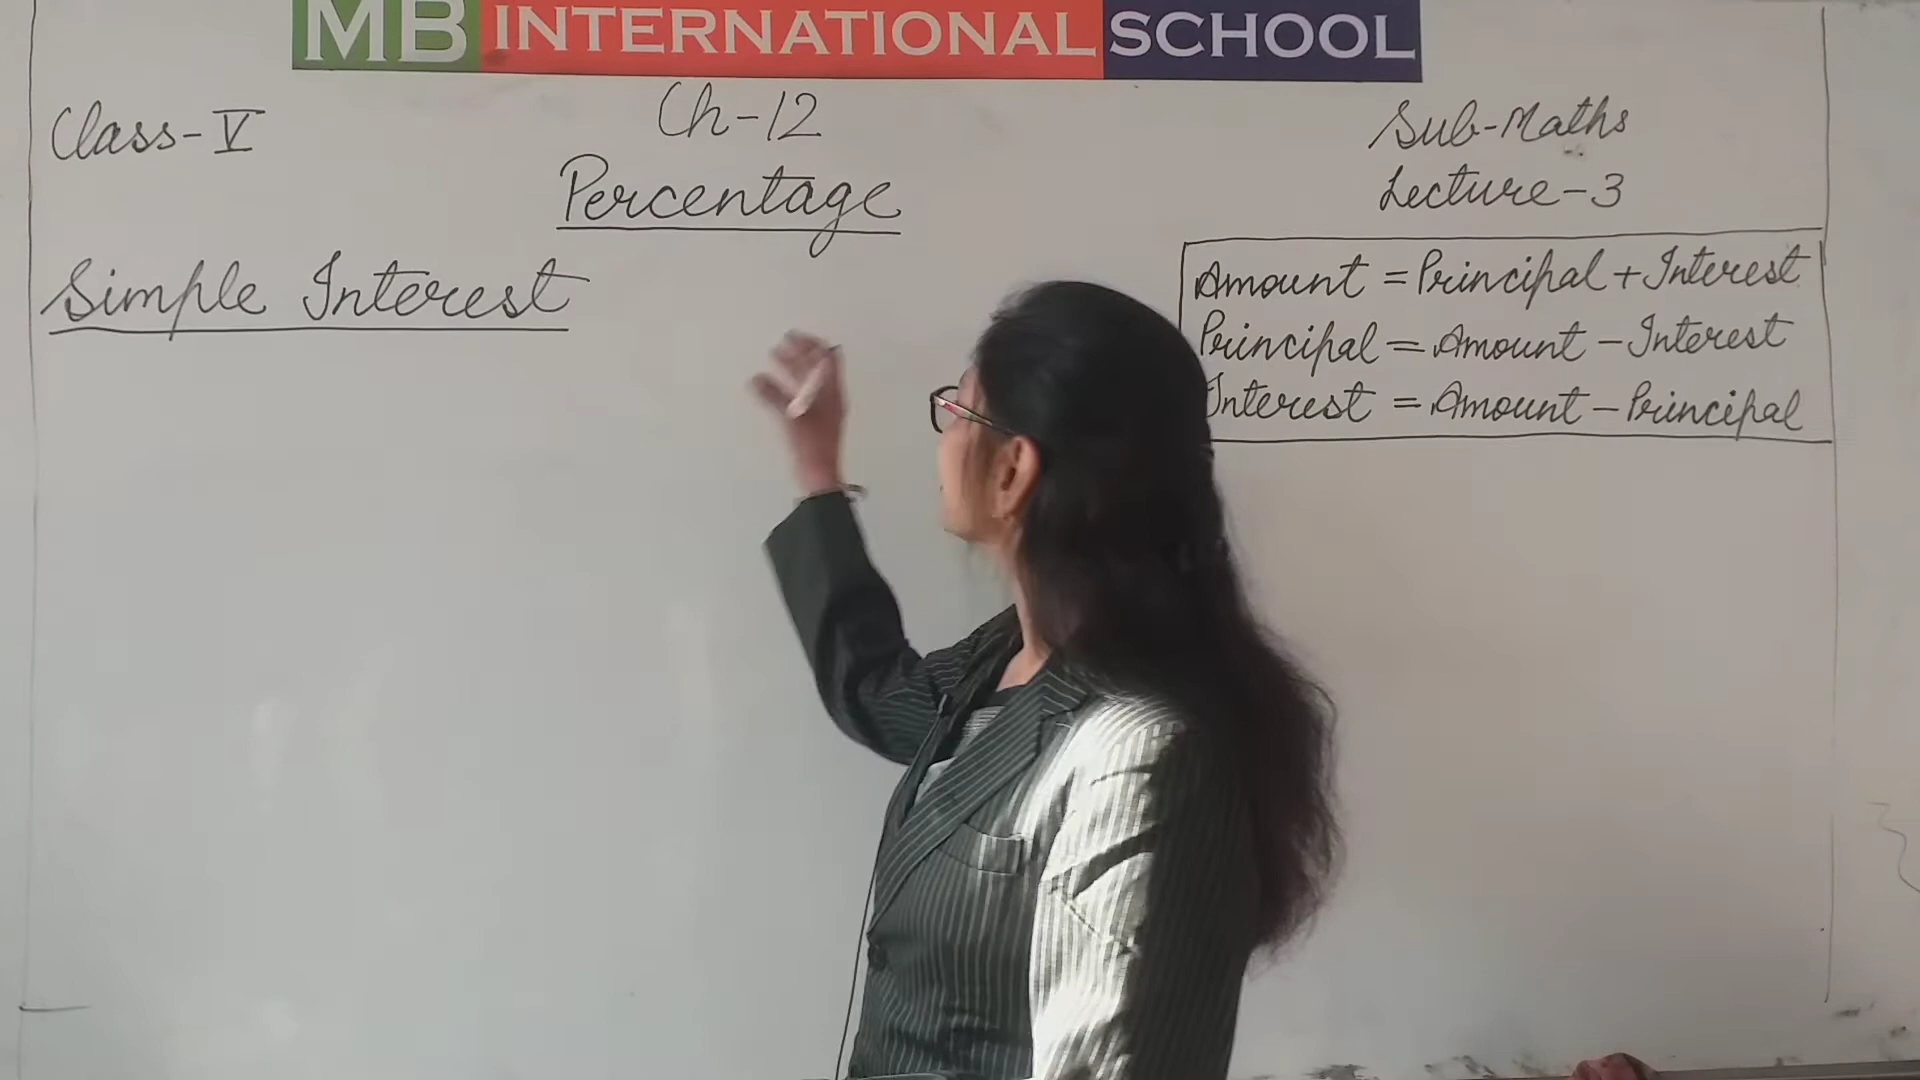 MB INTERNATIONAL SCHOOL
Class-V
Ch-12
Percentage
Sub-Maths
Lecture-3
Simple Interest
Amount = Principal + Interest
Principal = Amount - Interest
Interest = Amount - Principal